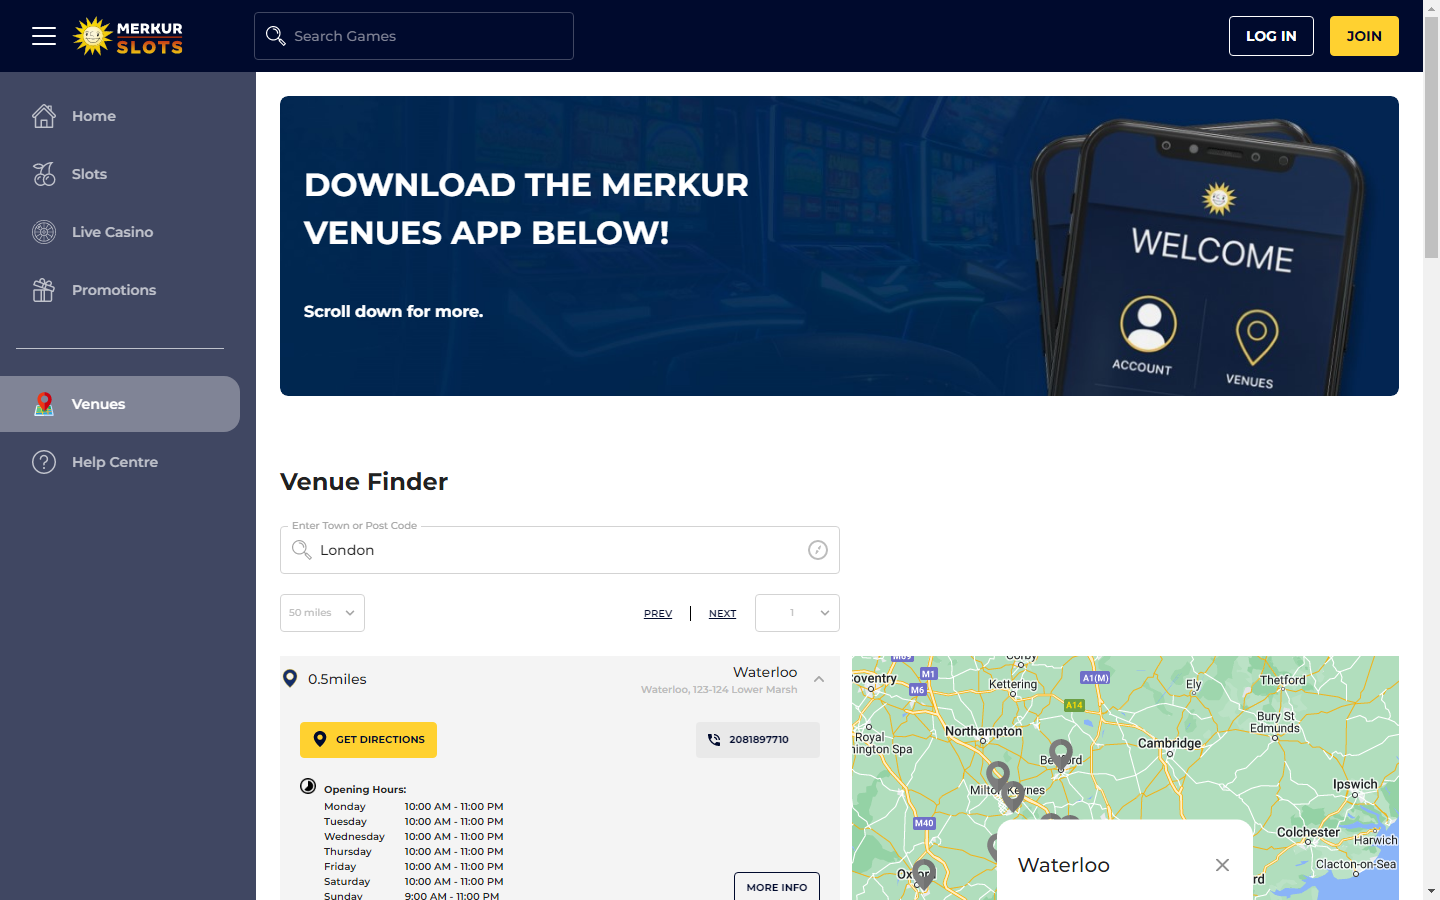 MERKUR
SLOTS
Search Games
LOG IN
JOIN
Home
Slots
Live Casino
Promotions
Venues
Help Centre
DOWNLOAD THE MERKUR
VENUES APP BELOW!
Scroll down for more.
WELCOME
ACCOUNT
VENUES
Venue Finder
Enter Town or Post Code
London
50 miles
PREV
NEXT
1
0.5miles
Waterloo
Waterloo, 123-124 Lower Marsh
GET DIRECTIONS
2081897710
Opening Hours:
Monday 10:00 AM - 11:00 PM
Tuesday 10:00 AM - 11:00 PM
Wednesday 10:00 AM - 11:00 PM
Thursday 10:00 AM - 11:00 PM
Friday 10:00 AM - 11:00 PM
Saturday 10:00 AM - 11:00 PM
Sunday 9:00 AM - 11:00 PM
MORE INFO
M1
M6
Kettering
A1(M)
Ely
Thetford
A14
Bury St
Edmunds
Royal
Northampton
Cambridge
Milton Keynes
Ipswich
M40
Colchester
Harwich
Clacton-on-Sea
Waterloo